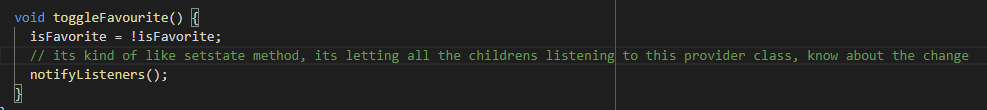 void toggleFavourite() {
isFavorite = !isFavorite;
// its kind of like setstate method, its letting all the childrens listening to this provider class, know about the change
notifyListeners();
}